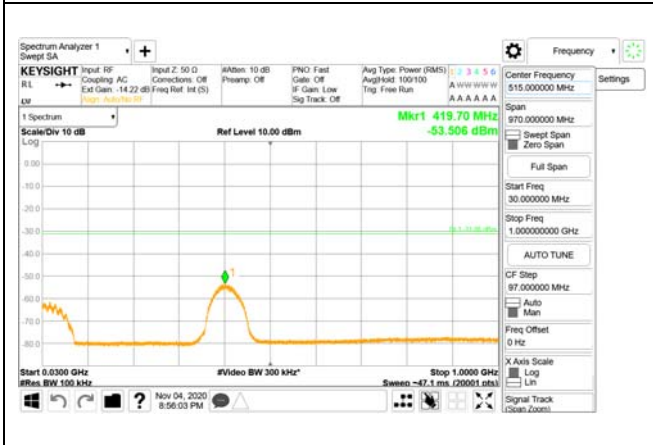 Spectrum Analyzer 1
Swept SA
+
Frequency
KEYSIGHT
Input: RF
Coupling: AC
Ext Gain: -14.22 dB
Align: Auto/No RF
Input Z: 50 Ω
Corrections: Off
Freq Ref: Int (S)
#Atten: 10 dB
Preamp: Off
PNO: Fast
Gate: Off
IF Gain: Low
Sig Track: Off
Avg Type: Power (RMS)
Avg|Hold: 100/100
Trig: Free Run
1 2 3 4 5 6
A W W W W W
A A A A A A
RL
1 Spectrum
Scale/Div 10 dB
Log
Ref Level 10.00 dBm
Mkr1 419.70 MHz
-53.506 dBm
0.00
-10.0
-20.0
-30.0
-40.0
-50.0
-60.0
-70.0
-80.0
1
Start 0.0300 GHz
#Res BW 100 kHz
#Video BW 300 kHz*
Stop 1.0000 GHz
Sweep ~47.1 ms (20001 pts)
Nov 04, 2020
8:56:03 PM
?
Center Frequency
515.000000 MHz
Settings
Span
970.000000 MHz
Swept Span
Zero Span
Full Span
Start Freq
30.000000 MHz
Stop Freq
1.000000000 GHz
AUTO TUNE
CF Step
97.000000 MHz
Auto
Man
Freq Offset
0 Hz
X Axis Scale
Log
Lin
Signal Track
(Span Zoom)